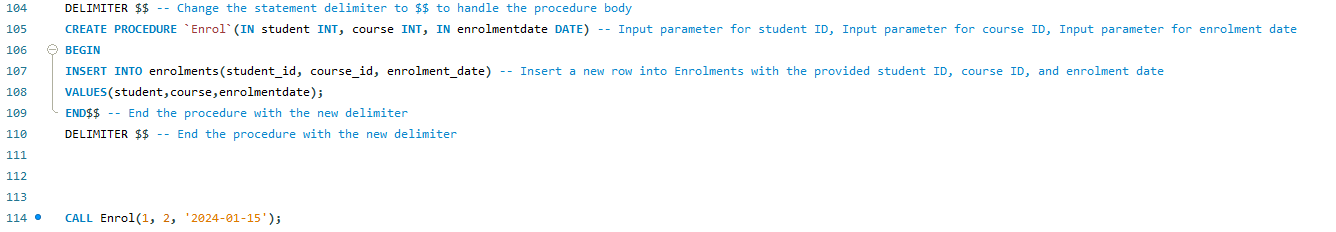 104 DELIMITER $$ -- Change the statement delimiter to $$ to handle the procedure body
105 CREATE PROCEDURE `Enrol`(IN student INT, course INT, IN enrolmentdate DATE) -- Input parameter for student ID, Input parameter for course ID, Input parameter for enrolment date
106 BEGIN
107 INSERT INTO enrolments(student_id, course_id, enrolment_date) -- Insert a new row into Enrolments with the provided student ID, course ID, and enrolment date
108 VALUES(student,course,enrolmentdate);
109 END$$ -- End the procedure with the new delimiter
110 DELIMITER $$ -- End the procedure with the new delimiter
111
112
113
114 CALL Enrol(1, 2, '2024-01-15');